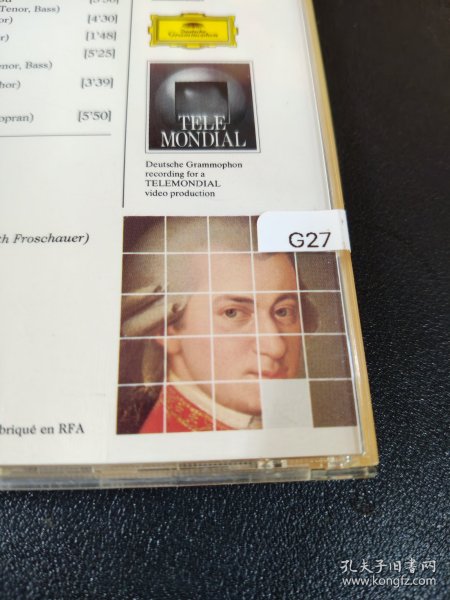 Tenor, Bass)
or) [4'30]
r) [1'48]
[5'25]
enor, Bass)
hor) [3'39]
opran) [5'50]
Deutsche
Grammophon
TELE
MONDIAL
Deutsche Grammophon
recording for a
TELEMONDIAL
video production
th Froschauer)
G27
briqué en RFA
孔夫子旧书网
www.kongfz.com